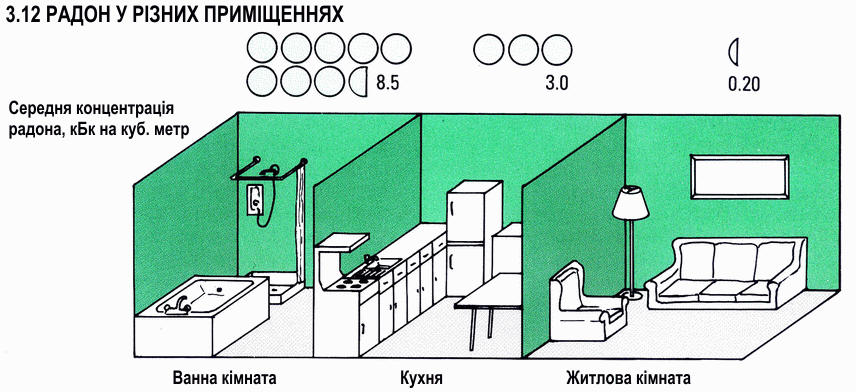 3.12 РАДОН У РІЗНИХ ПРИМІЩЕННЯХ
8.5
3.0
0.20
Середня концентрація
радона, кБк на куб. метр
Ванна кімната
Кухня
Житлова кімната